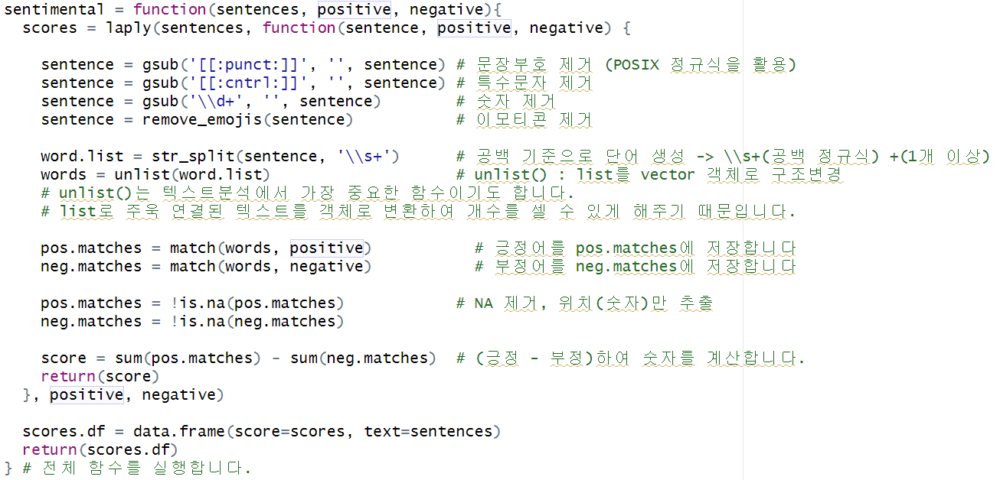 sentimental = function(sentences, positive, negative){
  scores = laply(sentences, function(sentence, positive, negative) {
    sentence = gsub('[[:punct:]]', '', sentence) # 문장부호 제거 (POSIX 정규식을 활용)
    sentence = gsub('[[:cntrl:]]', '', sentence) # 특수문자 제거
    sentence = gsub('\\d+', '', sentence)        # 숫자 제거
    sentence = remove_emojis(sentence)           # 이모티콘 제거
    word.list = str_split(sentence, '\\s+')      # 공백 기준으로 단어 생성 -> \\s+(공백 정규식) +(1개 이상)
    words = unlist(word.list)                    # unlist() : list를 vector 객체로 구조변경
    # unlist()는 텍스트분석에서 가장 중요한 함수이기도 합니다.
    # list로 주욱 연결된 텍스트를 객체로 변환하여 개수를 셀 수 있게 해주기 때문입니다.
    pos.matches = match(words, positive)           # 긍정어를 pos.matches에 저장합니다
    neg.matches = match(words, negative)           # 부정어를 neg.matches에 저장합니다
    pos.matches = !is.na(pos.matches)            # NA 제거, 위치(숫자)만 추출
    neg.matches = !is.na(neg.matches)
    score = sum(pos.matches) - sum(neg.matches)  # (긍정 - 부정)하여 숫자를 계산합니다.
    return(score)
  }, positive, negative)
  scores.df = data.frame(score=scores, text=sentences)
  return(scores.df)
} # 전체 함수를 실행합니다.